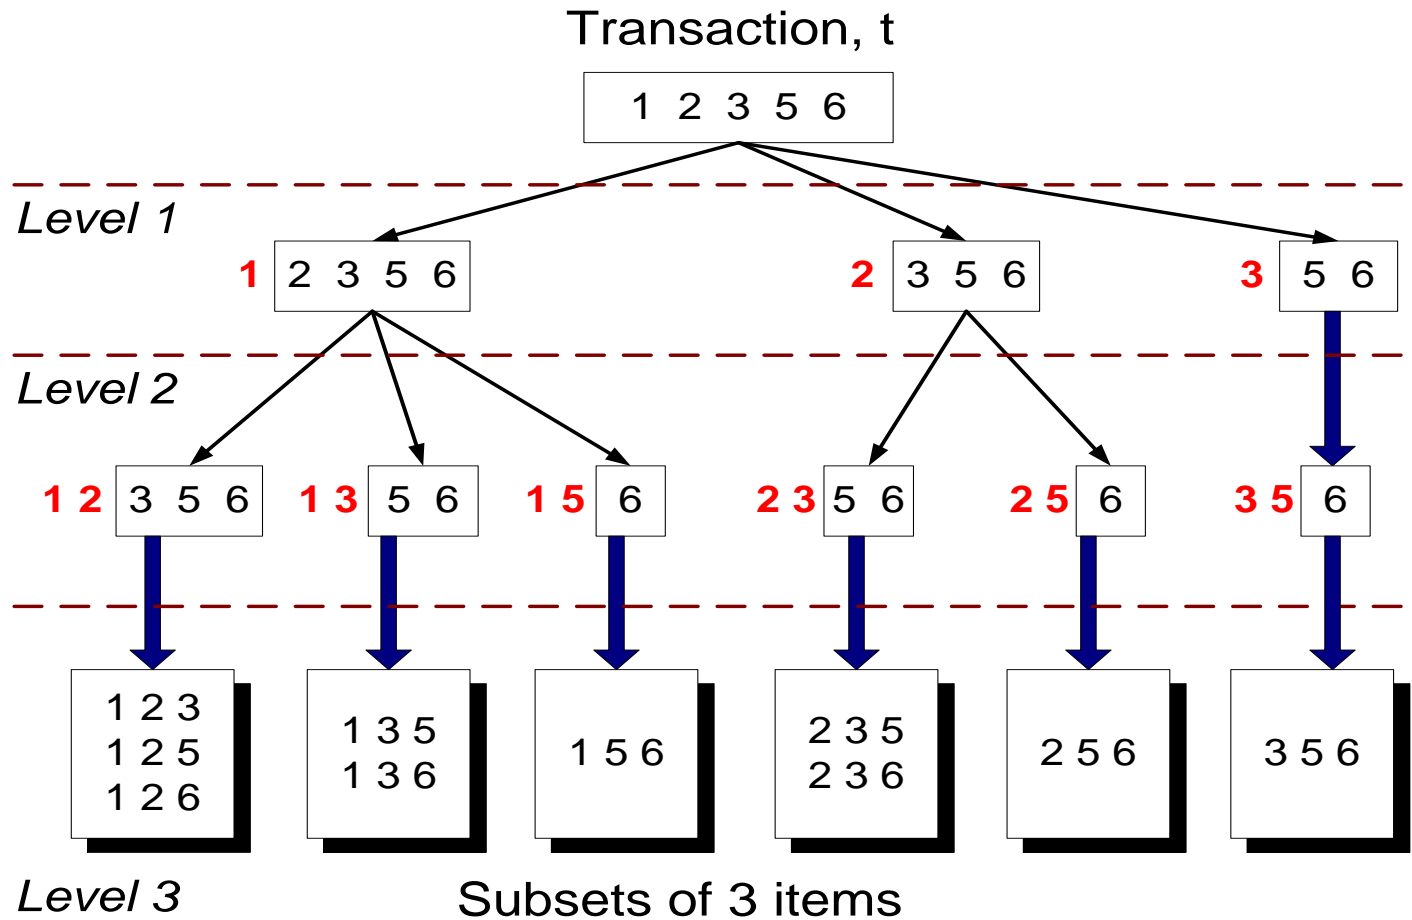 Transaction, t
1 2 3 5 6
Level 1
1 2 3 5 6
2 3 5 6
3 5 6
Level 2
1 2 3 5 6
1 3 5 6
1 5 6
2 3 5 6
2 5 6
3 5 6
1 2 3
1 2 5
1 2 6
1 3 5
1 3 6
1 5 6
2 3 5
2 3 6
2 5 6
3 5 6
Level 3
Subsets of 3 items